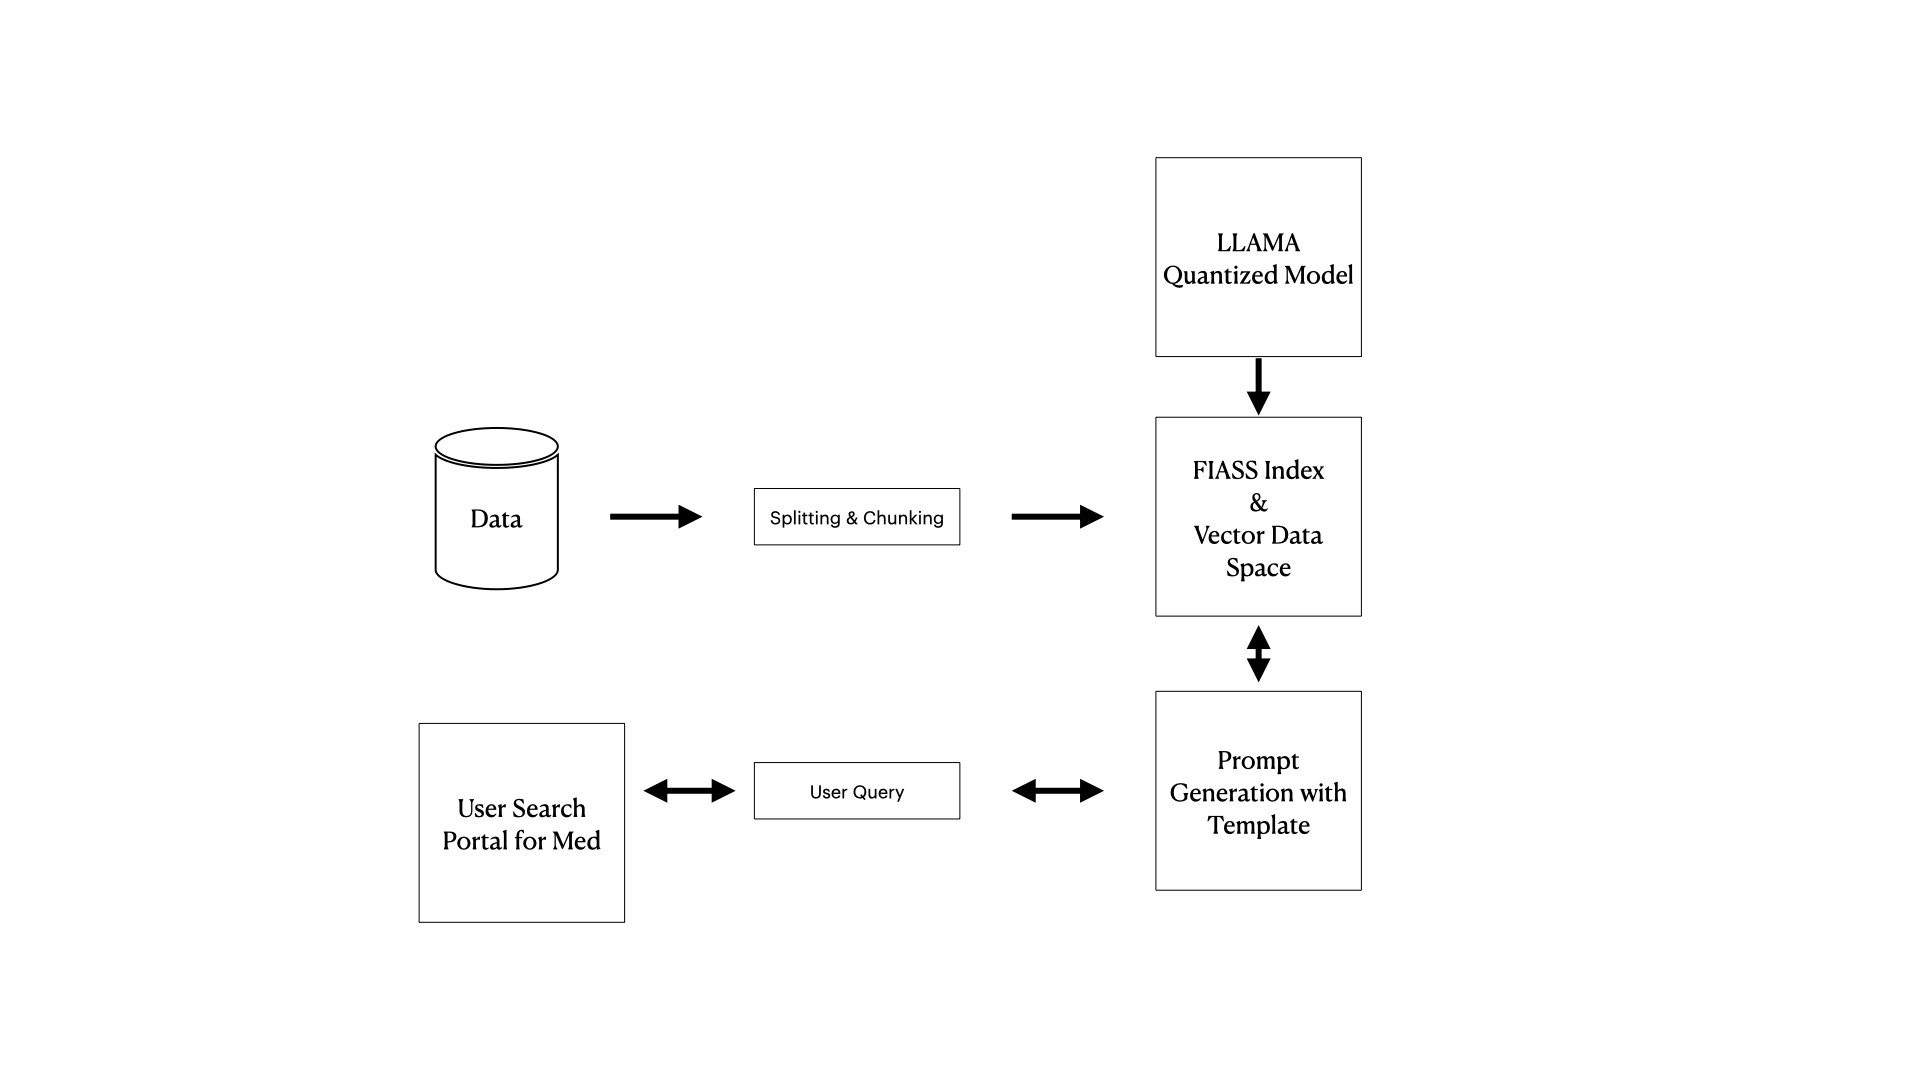 LLAMA
Quantized Model
Data
Splitting & Chunking
FIASS Index
&
Vector Data
Space
User Search
Portal for Med
User Query
Prompt
Generation with
Template